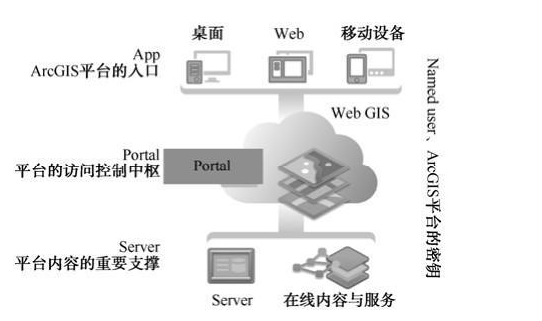 桌面
Web
移动设备
App
ArcGIS平台的入口
Web GIS
Portal
平台的访问控制中枢
Portal
Server
平台内容的重要支撑
Server
在线内容与服务
Named user、ArcGIS平台的密钥